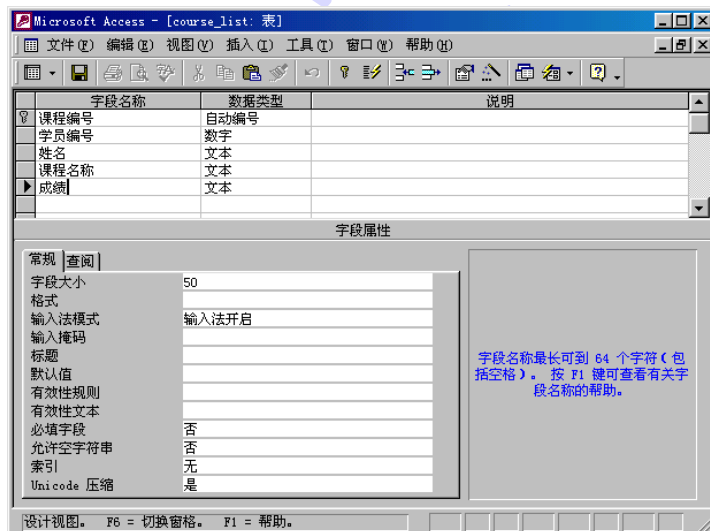 Microsoft Access - [course_list: 表]
文件(F) 编辑(E) 视图(V) 插入(I) 工具(T) 窗口(W) 帮助(H)
字段名称 数据类型 说明
课程编号 自动编号
学员编号 数字
姓名 文本
课程名称 文本
成绩 文本
字段属性
常规 查阅
字段大小 50
格式
输入法模式 输入法开启
输入掩码
标题
默认值
有效性规则
有效性文本
必填字段 否
允许空字符串 否
索引 无
Unicode 压缩 是
字段名称最长可到 64 个字符(包
括空格)。 按 F1 键可查看有关字
段名称的帮助。
设计视图。 F6 = 切换窗格。 F1 = 帮助。